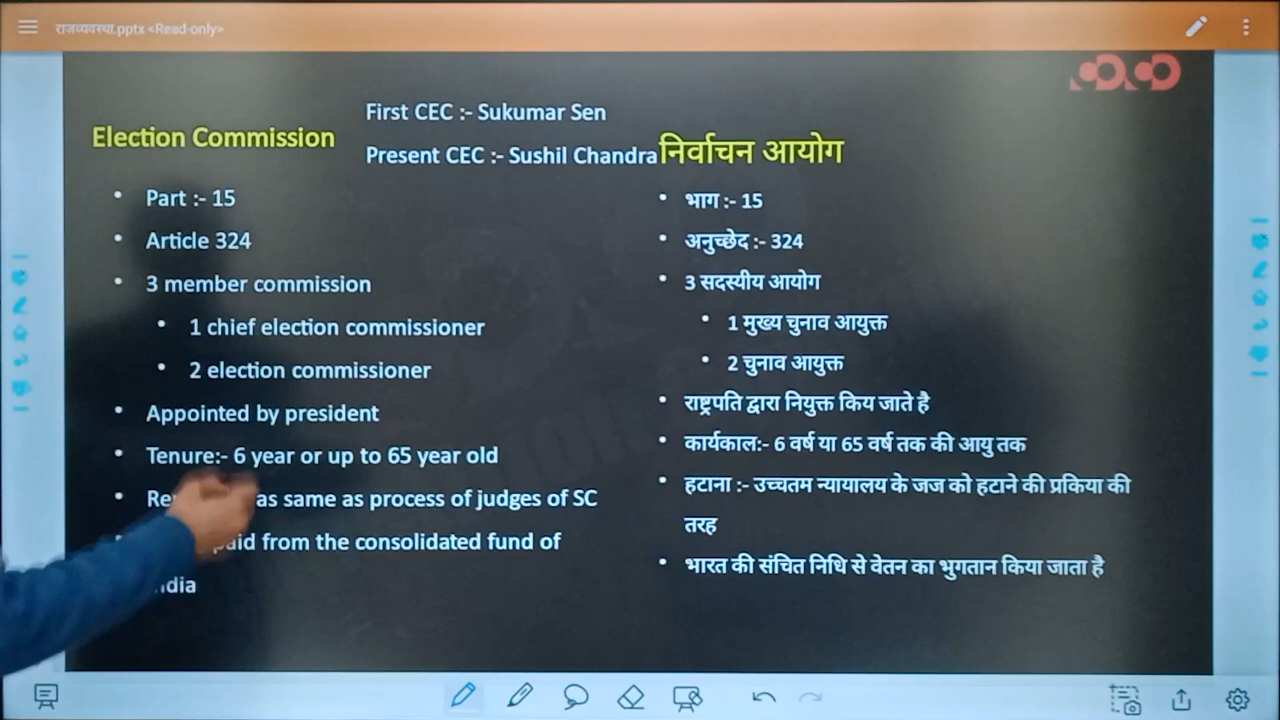 राजव्यवस्था.pptx <Read-only>
First CEC :- Sukumar Sen
Election Commission
Present CEC :- Sushil Chandra
• Part :- 15
• Article 324
• 3 member commission
• 1 chief election commissioner
• 2 election commissioner
• Appointed by president
• Tenure:- 6 year or up to 65 year old
• as same as process of judges of SC
paid from the consolidated fund of
निर्वाचन आयोग
• भाग :- 15
• अनुच्छेद :- 324
• 3 सदस्यीय आयोग
• 1 मुख्य चुनाव आयुक्त
• 2 चुनाव आयुक्त
• राष्ट्रपति द्वारा नियुक्त किय जाते है
• कार्यकाल:- 6 वर्ष या 65 वर्ष तक की आयु तक
• हटाना :- उच्चतम न्यायालय के जज को हटाने की प्रकिया की
तरह
• भारत की संचित निधि से वेतन का भुगतान किया जाता है